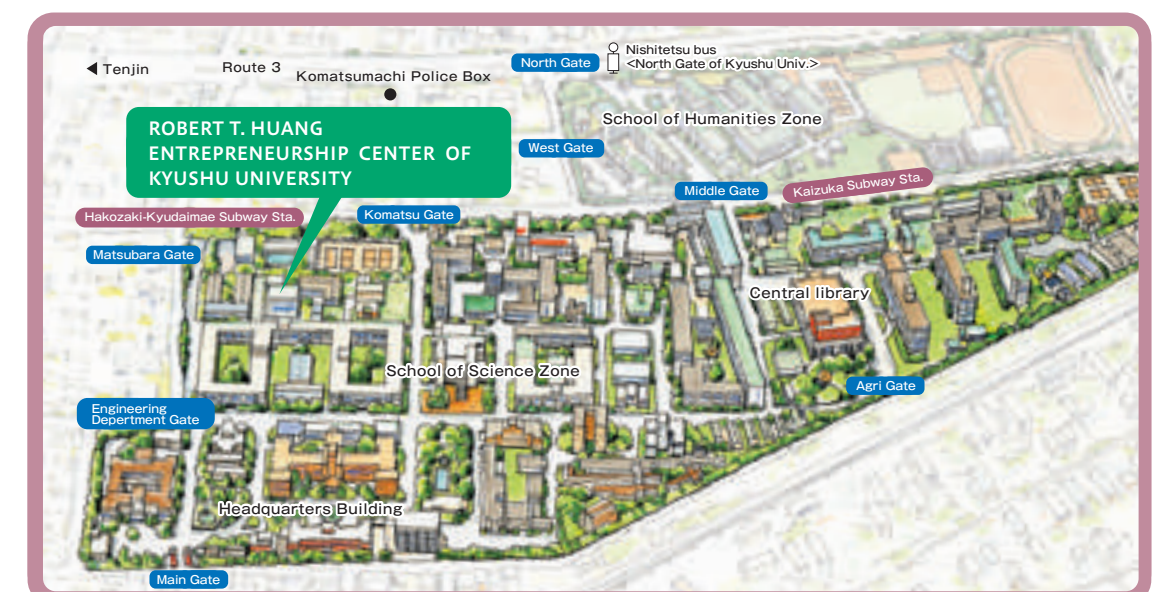 Tenjin
Route 3
Komatsumachi Police Box
North Gate
Nishitetsu bus
<North Gate of Kyushu Univ.>
School of Humanities Zone
ROBERT T. HUANG
ENTREPRENEURSHIP CENTER OF
KYUSHU UNIVERSITY
West Gate
Middle Gate
Kaizuka Subway Sta.
Hakozaki-Kyudaimae Subway Sta.
Komatsu Gate
Matsubara Gate
Central library
School of Science Zone
Agri Gate
Engineering
Depertment Gate
Headquarters Building
Main Gate